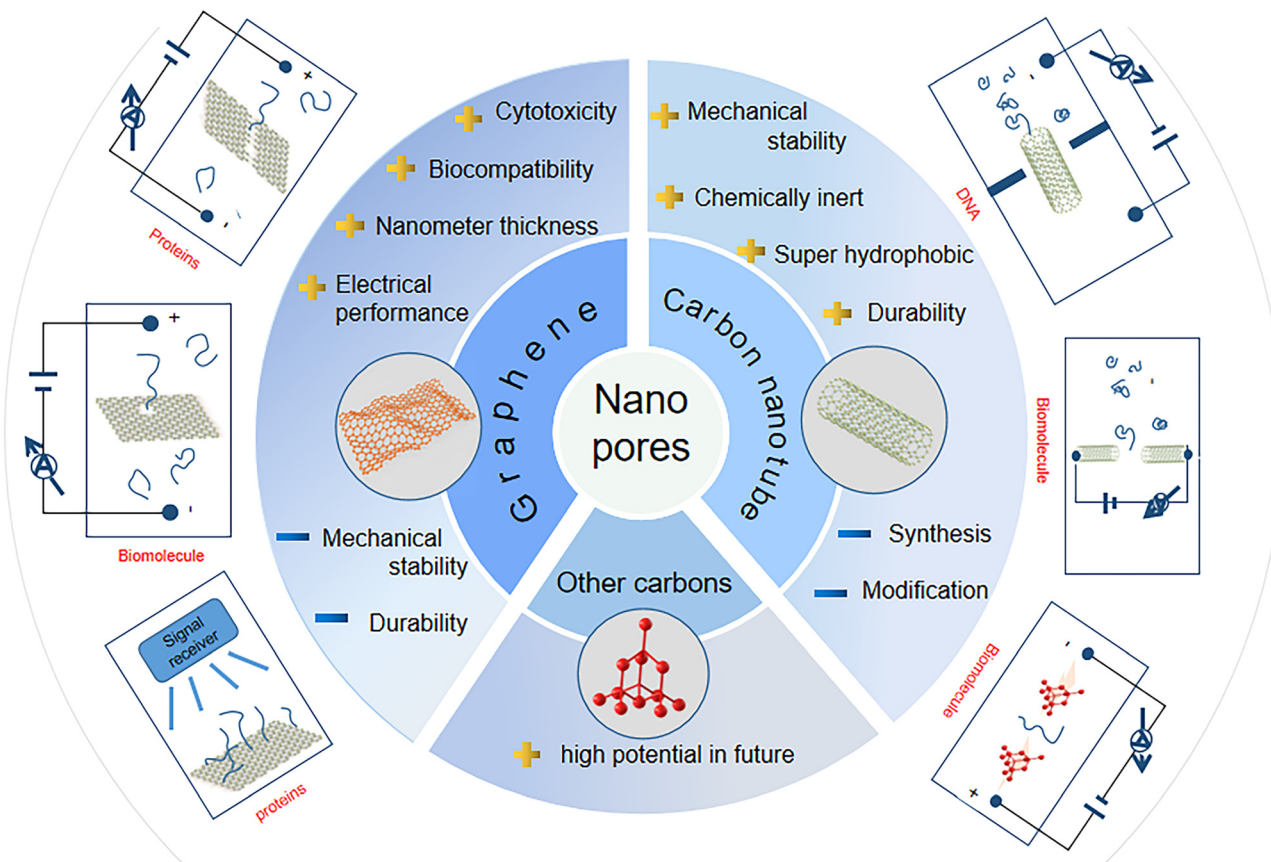 Nano
pores
Graphene
+ Cytotoxicity
+ Biocompatibility
+ Nanometer thickness
+ Electrical
performance
- Mechanical
stability
- Durability
Carbon nanotube
+ Mechanical
stability
+ Chemically inert
+ Super hydrophobic
+ Durability
- Synthesis
- Modification
Other carbons
+ high potential in future
A
+
-
Proteins
A
+
-
Biomolecule
Signal
receiver
proteins
A
-
DNA
A
-
Biomolecule
A
-
+
Biomolecule